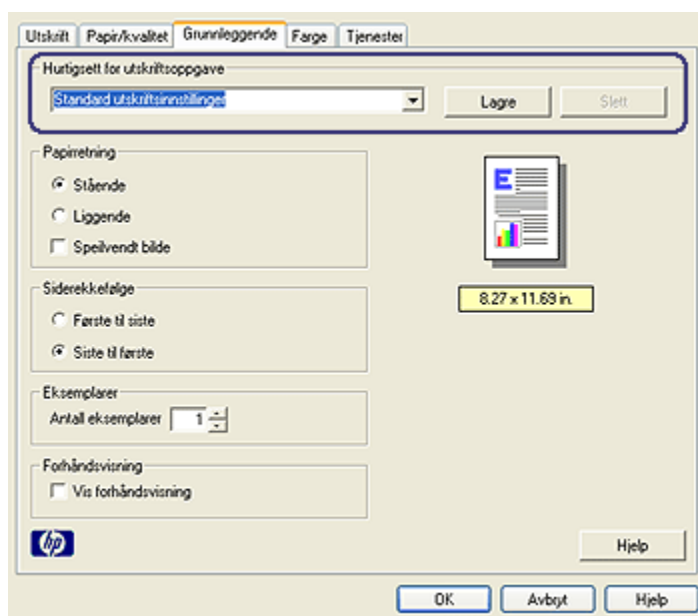 Utskrift Papir/kvalitet Grunnleggende Farge Tjenester
Hurtigsett for utskriftsoppgave
Standard utskriftsinnstillinger Lagre Slett
Papirretning
Stående
Liggende
Speilvendt bilde
E
8.27 x 11.69 in.
Siderekkefølge
Første til siste
Siste til første
Eksemplarer
Antall eksemplarer 1
Forhåndsvisning
Vis forhåndsvisning
hp
Hjelp
OK Avbryt Hjelp